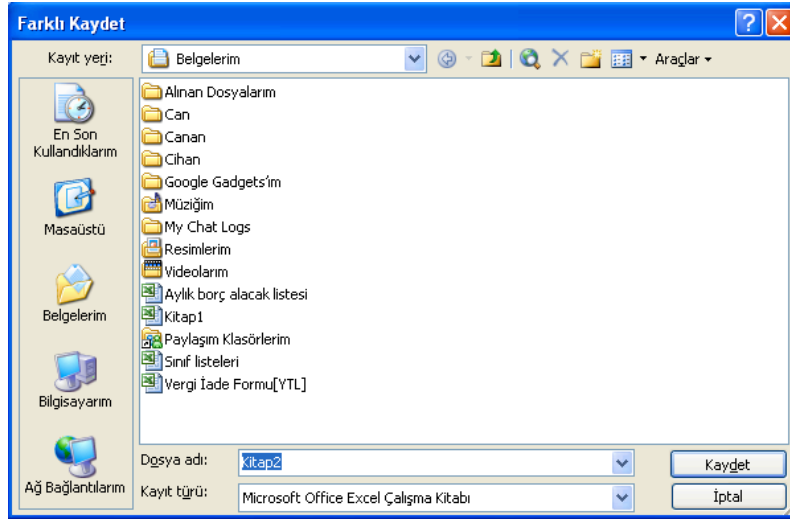 Farklı Kaydet
Kayıt yeri:
Belgelerim
Araçlar
En Son
Kullandıklarım
Masaüstü
Belgelerim
Bilgisayarım
Ağ Bağlantılarım
Alınan Dosyalarım
Can
Canan
Cihan
Google Gadgets'ım
Müziğim
My Chat Logs
Resimlerim
Videolarım
Aylık borç alacak listesi
Kitap1
Paylaşım Klasörlerim
Sınıf listeleri
Vergi İade Formu[YTL]
Dosya adı:
Kitap2
Kaydet
Kayıt türü:
Microsoft Office Excel Çalışma Kitabı
İptal